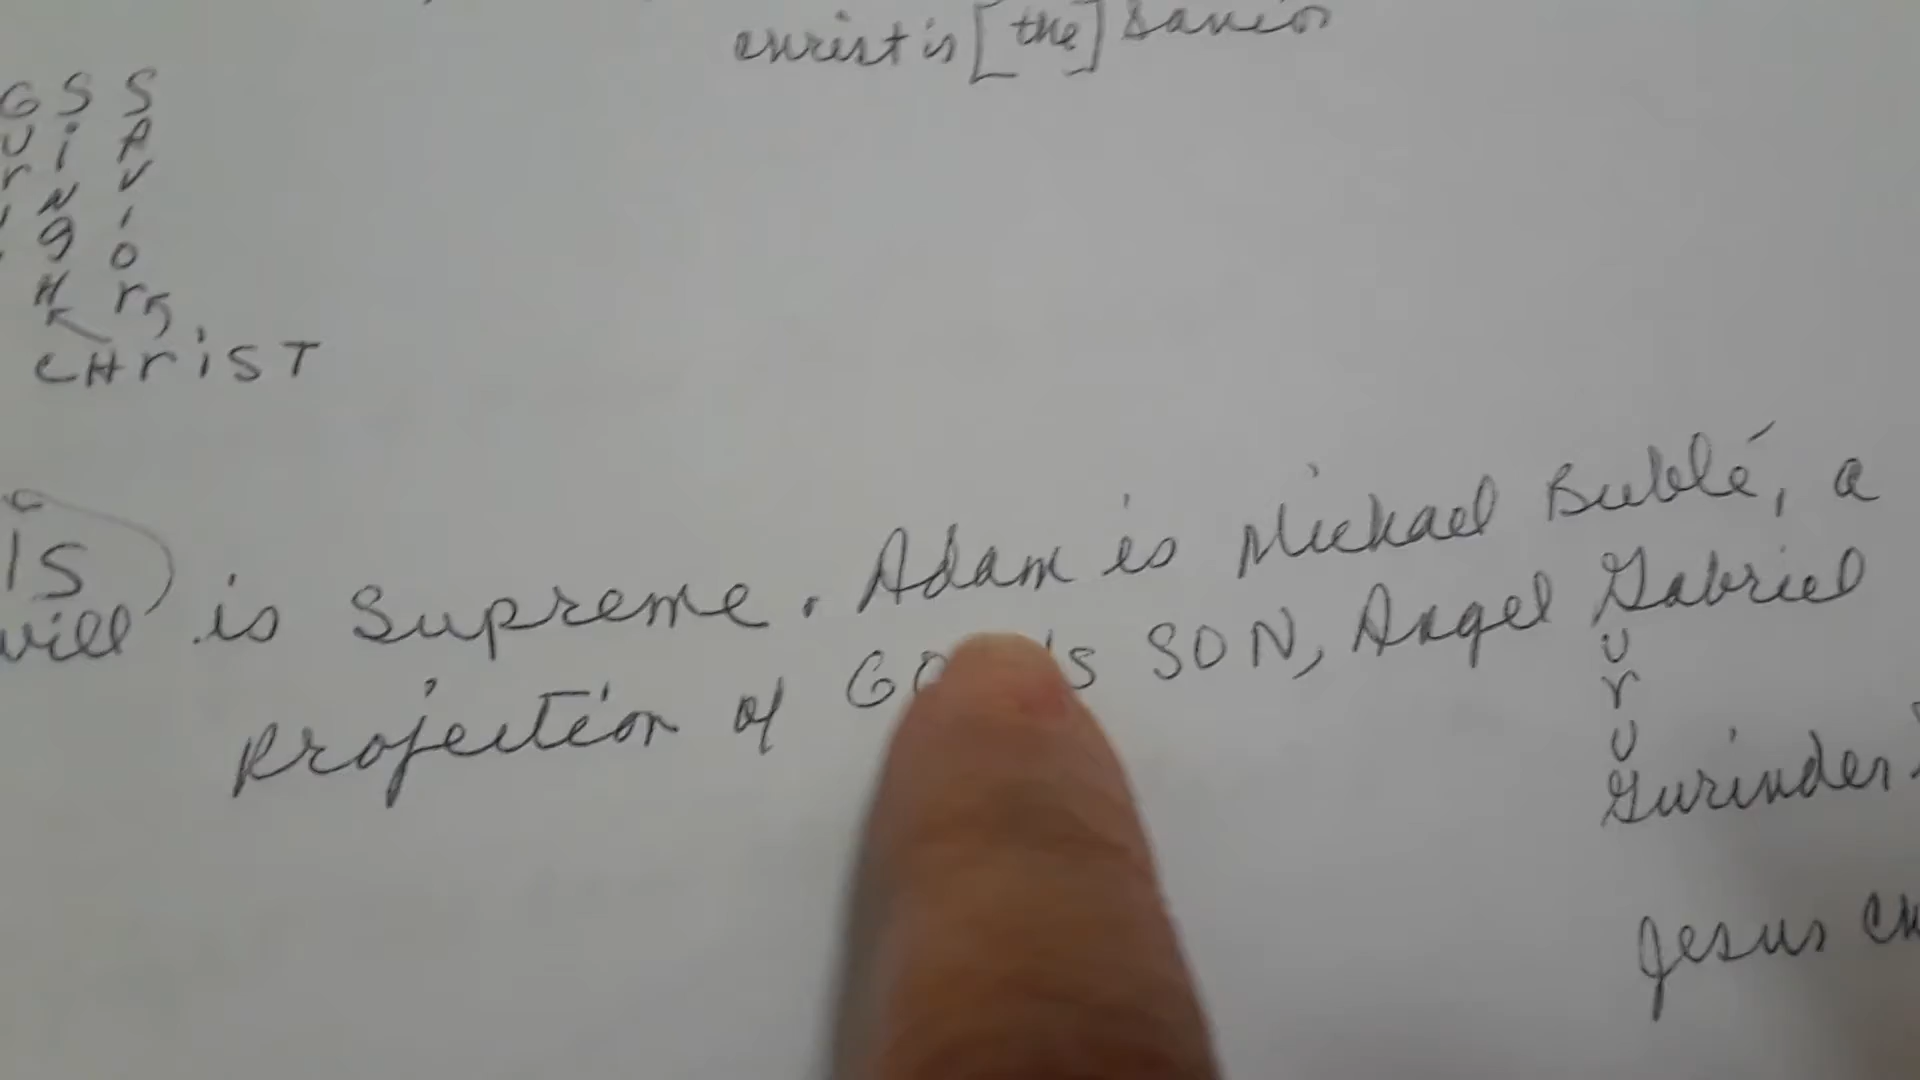 Christ is [the] Savior
G S S
U i A
r N V
i g i
H o
r
CHriST
IS
will is Supreme. Adam is Michael Bublé, a
Projection of GO 's SON, Angel Gabriel
U
r
U
Gurinder
Jesus